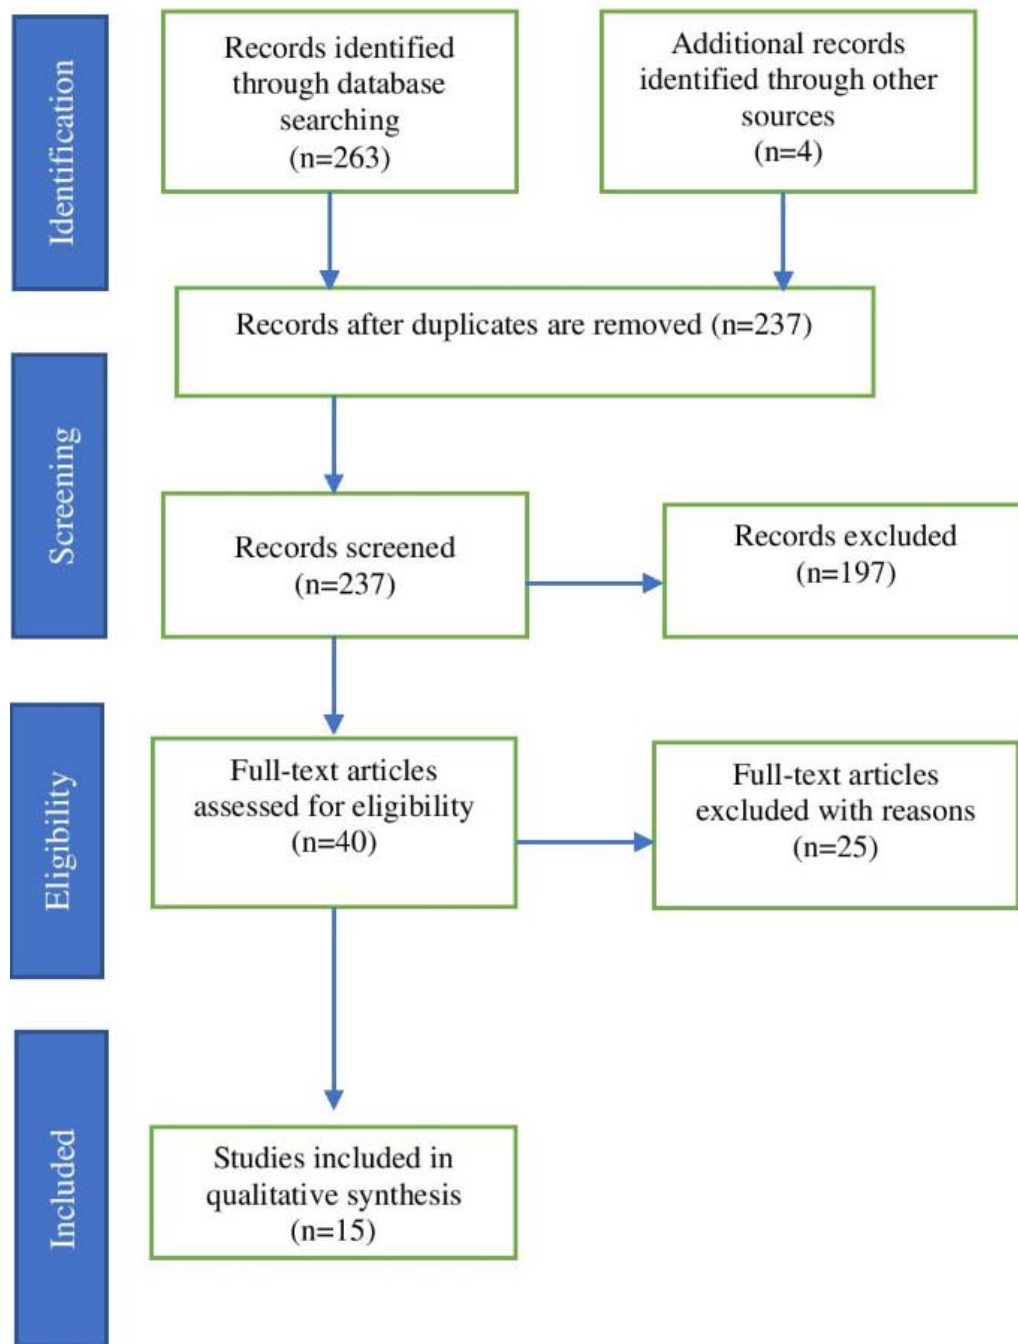 Identification
Records identified
through database
searching
(n=263)
Additional records
identified through other
sources
(n=4)
Records after duplicates are removed (n=237)
Screening
Records screened
(n=237)
Records excluded
(n=197)
Eligibility
Full-text articles
assessed for eligibility
(n=40)
Full-text articles
excluded with reasons
(n=25)
Included
Studies included in
qualitative synthesis
(n=15)